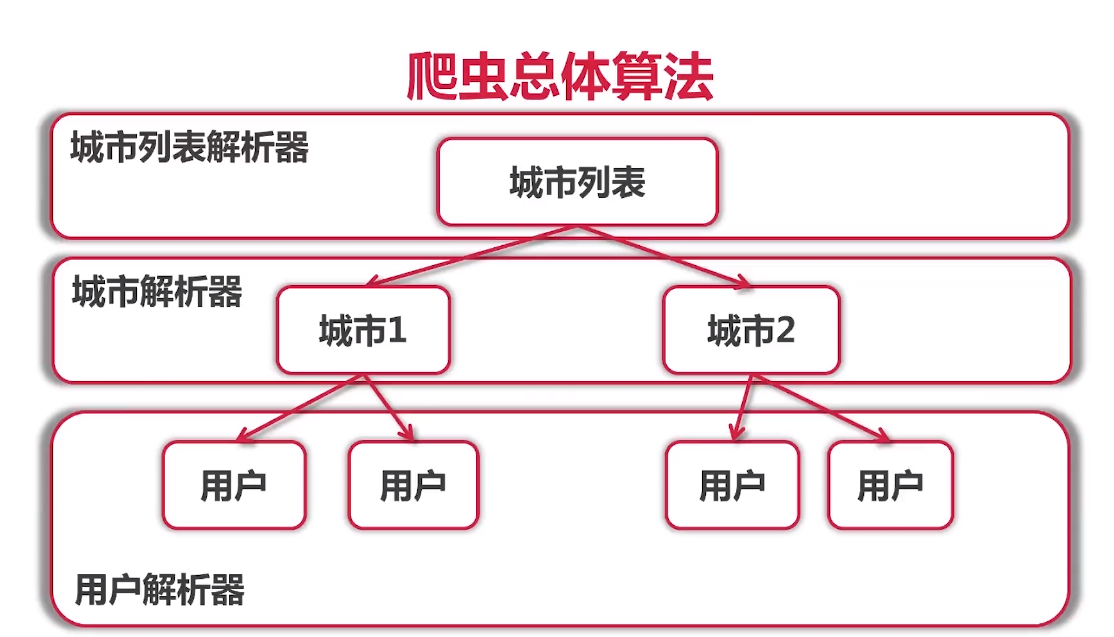 爬虫总体算法
城市列表解析器
城市列表
城市解析器
城市1
城市2
用户
用户
用户
用户
用户解析器